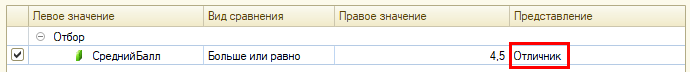 Левое значение Вид сравнения Правое значение Представление
Отбор
СреднийБалл Больше или равно 4,5 Отличник